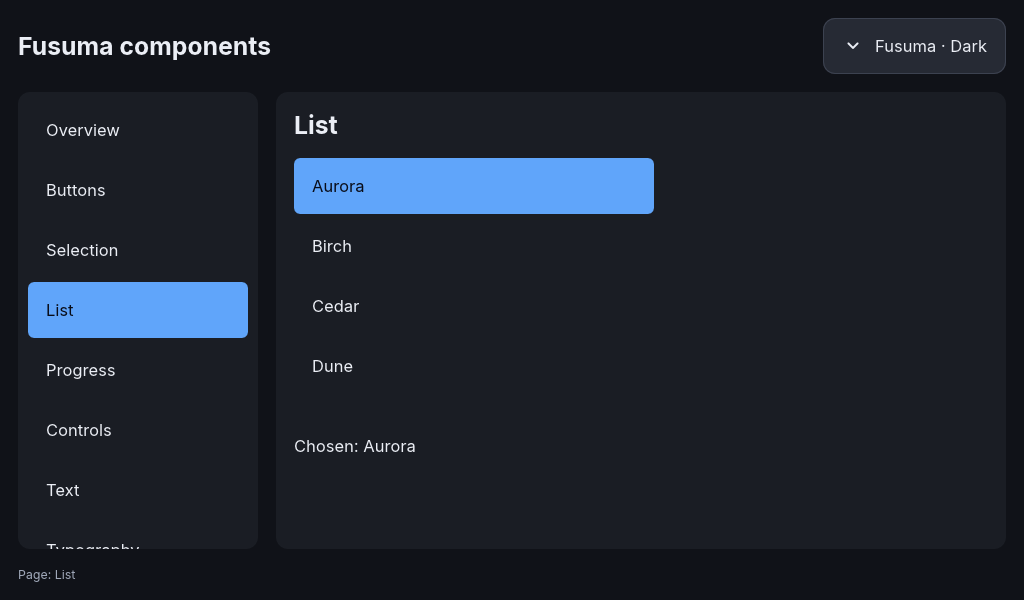 Fusuma components
Fusuma · Dark
Overview
Buttons
Selection
List
Progress
Controls
Text
Typography
List
Aurora
Birch
Cedar
Dune
Chosen: Aurora
Page: List